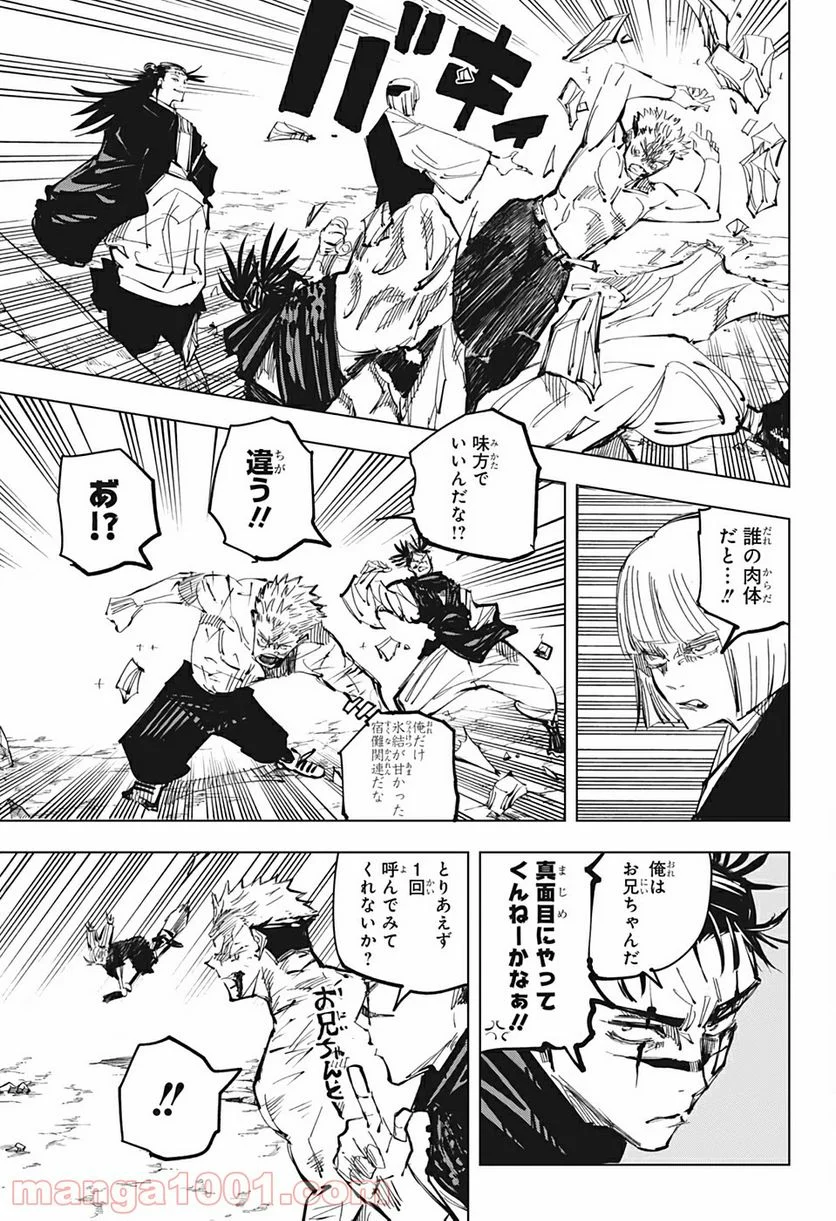 バキッ
誰の肉体
だと…!!
味方で
いいんだな!?
違う!!
あ゛!?
俺だけ
氷結が甘かった
宿儺関連だな
俺は
お兄ちゃんだ
真面目にやって
くんねーかなぁ!!
とりあえず
1回
呼んでみて
くれないか?
お兄ちゃんと
!!
manga1001.com